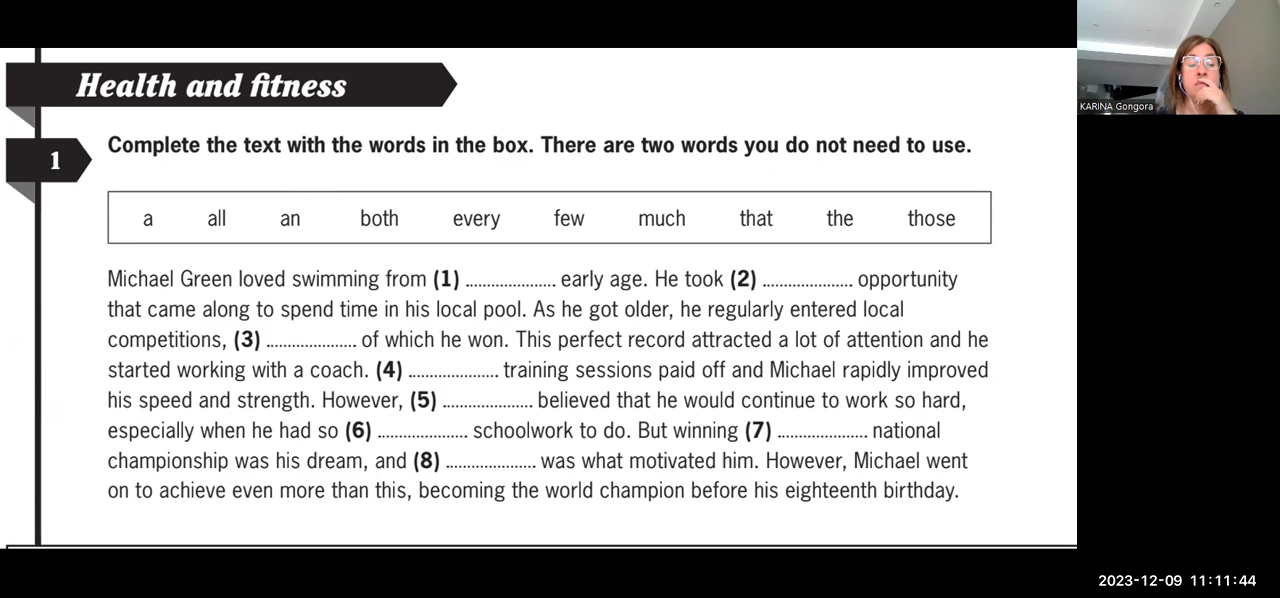 Health and fitness
KARINA Gongora
1
Complete the text with the words in the box. There are two words you do not need to use.
a all an both every few much that the those
Michael Green loved swimming from (1) .................... early age. He took (2) .................... opportunity
that came along to spend time in his local pool. As he got older, he regularly entered local
competitions, (3) .................... of which he won. This perfect record attracted a lot of attention and he
started working with a coach. (4) .................... training sessions paid off and Michael rapidly improved
his speed and strength. However, (5) .................... believed that he would continue to work so hard,
especially when he had so (6) .................... schoolwork to do. But winning (7) .................... national
championship was his dream, and (8) .................... was what motivated him. However, Michael went
on to achieve even more than this, becoming the world champion before his eighteenth birthday.
2023-12-09 11:11:44